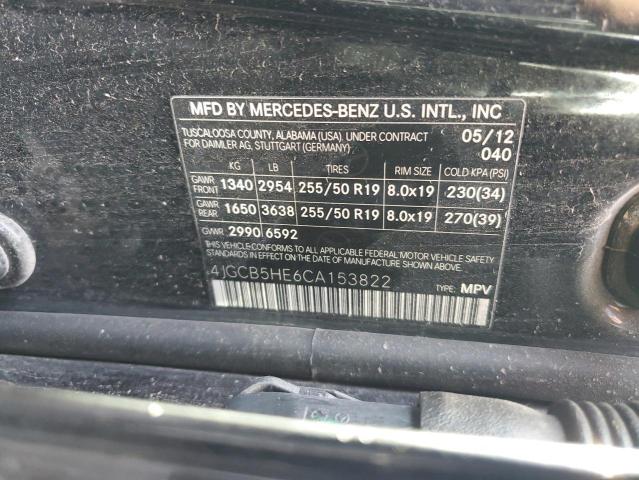 MFD BY MERCEDES-BENZ U.S. INTL., INC
TUSCALOOSA COUNTY, ALABAMA (USA). UNDER CONTRACT 05/12
FOR DAIMLER AG, STUTTGART (GERMANY) 040
KG LB TIRES RIM SIZE COLD KPA (PSI)
GAWR FRONT 1340 2954 255/50 R19 8.0x19 230(34)
GAWR REAR 1650 3638 255/50 R19 8.0x19 270(39)
GVWR 2990 6592
THIS VEHICLE CONFORMS TO ALL APPLICABLE FEDERAL MOTOR VEHICLE
SAFETY STANDARDS IN EFFECT ON THE DATE OF MANUFACTURE SHOWN ABOVE.
4JGCB5HE6CA153822
TYPE: MPV